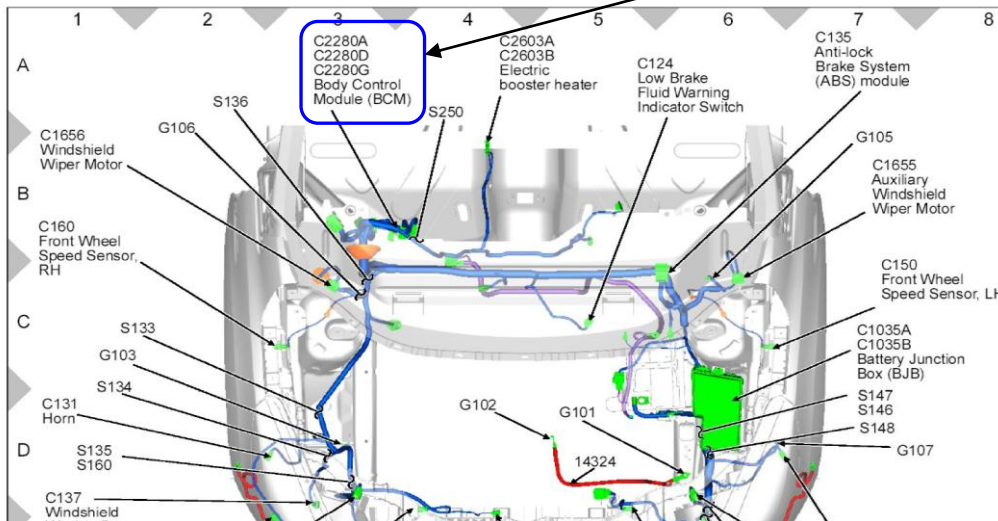 1 2 3 4 5 6 7 8
A
B
C
D
C2280A
C2280D
C2280G
Body Control
Module (BCM)
C2603A
C2603B
Electric
booster heater
C124
Low Brake
Fluid Warning
Indicator Switch
C135
Anti-lock
Brake System
(ABS) module
S136
G106
S250
C1656
Windshield
Wiper Motor
G105
C1655
Auxiliary
Windshield
Wiper Motor
C160
Front Wheel
Speed Sensor,
RH
C150
Front Wheel
Speed Sensor, LH
S133
G103
S134
C131
Horn
C1035A
C1035B
Battery Junction
Box (BJB)
S147
S146
S148
G107
G102
G101
14324
S135
S160
C137
Windshield